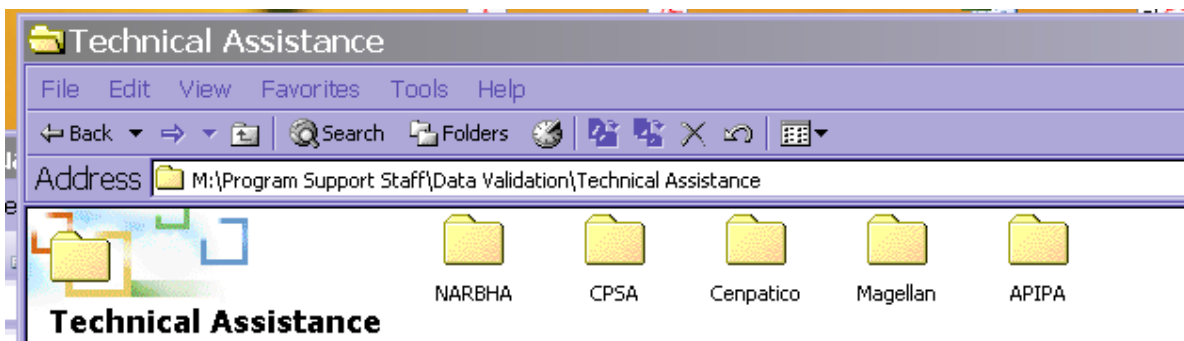 Technical Assistance
File Edit View Favorites Tools Help
Back Search Folders
Address M:\Program Support Staff\Data Validation\Technical Assistance
NARBHA CPSA Cenpatico Magellan APIPA
Technical Assistance